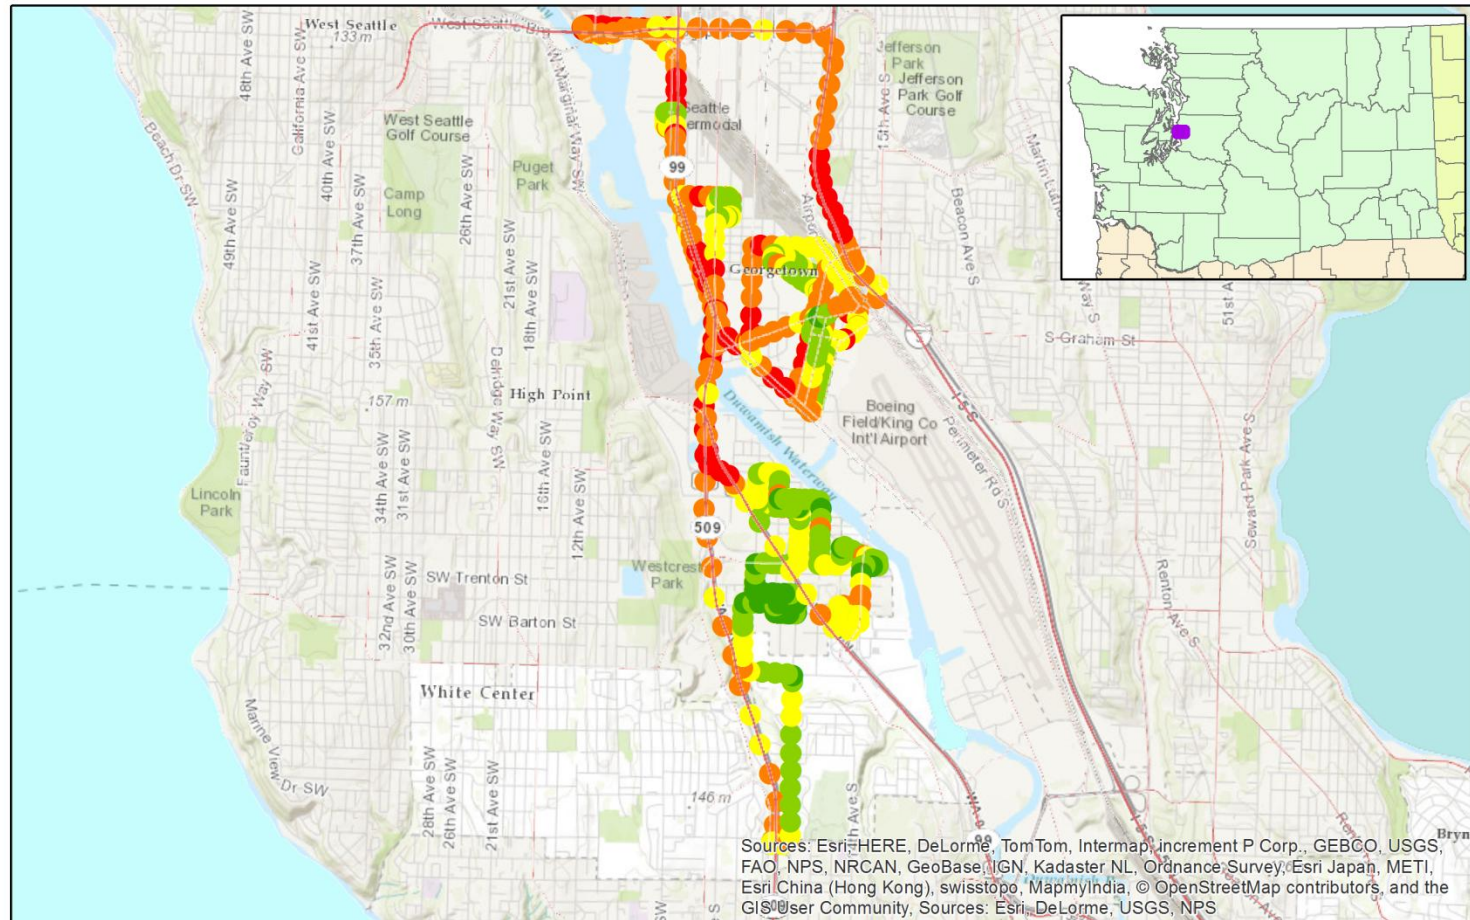 West Seattle
133 m
West Seattle Br
48th Ave SW
California Ave SW
40th Ave SW
37th Ave SW
Beach Dr SW
49th Ave SW
West Seattle
Golf Course
Puget
Park
Camp
Long
26th Ave SW
21st Ave SW
18th Ave SW
W Marginal Way SW
Seattle
99
Jefferson
Park
Jefferson
Park Golf
Course
15th Ave S
Beacon Ave S
Georgetown
41st Ave SW
35th Ave SW
Fauntleroy Way SW
157 m
High Point
Delridge Way SW
16th Ave SW
12th Ave SW
34th Ave SW
31st Ave SW
Lincoln
Park
Duwamish Waterway
Boeing
Field/King Co
Int'l Airport
I 5 S
Perimeter Rd S
S Graham St
Seward Park Ave S
509
Westcrest
Park
SW Trenton St
SW Barton St
32nd Ave SW
30th Ave SW
Renton Ave S
White Center
Marine View
Dr SW
28th Ave SW
26th Ave SW
21st Ave SW
146 m
99
Sources: Esri, HERE, DeLorme, TomTom, Intermap, increment P Corp., GEBCO, USGS,
FAO, NPS, NRCAN, GeoBase, IGN, Kadaster NL, Ordnance Survey, Esri Japan, METI,
Esri China (Hong Kong), swisstopo, MapmyIndia, © OpenStreetMap contributors, and the
GIS User Community, Sources: Esri, DeLorme, USGS, NPS